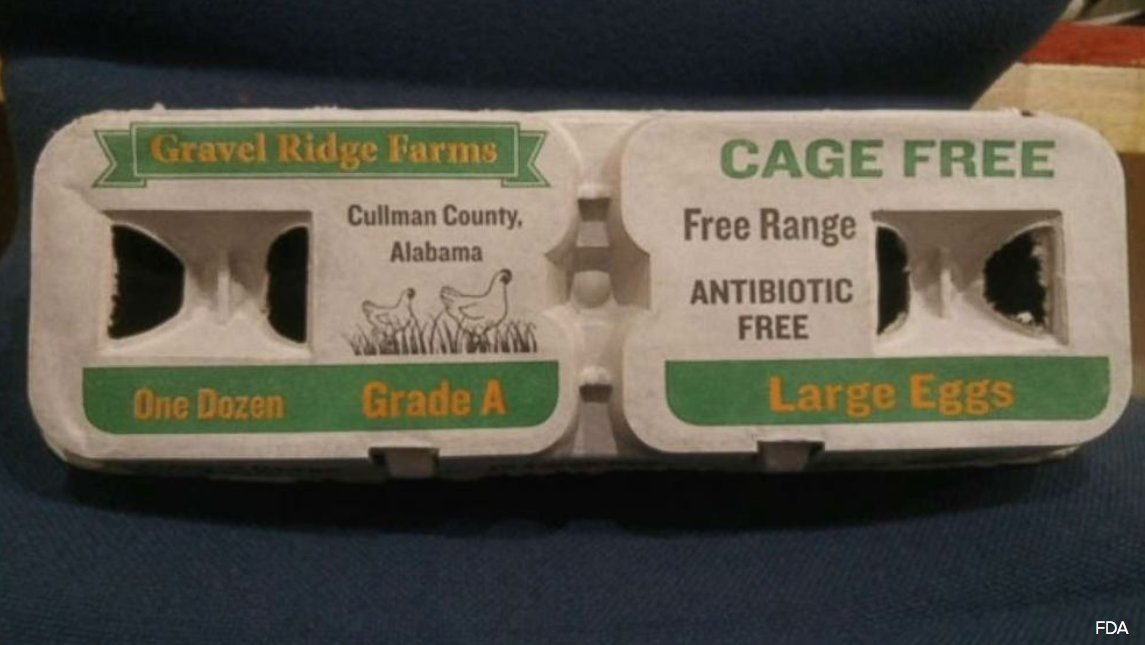 Gravel Ridge Farms
Cullman County,
Alabama
One Dozen
Grade A
CAGE FREE
Free Range
ANTIBIOTIC
FREE
Large Eggs
FDA